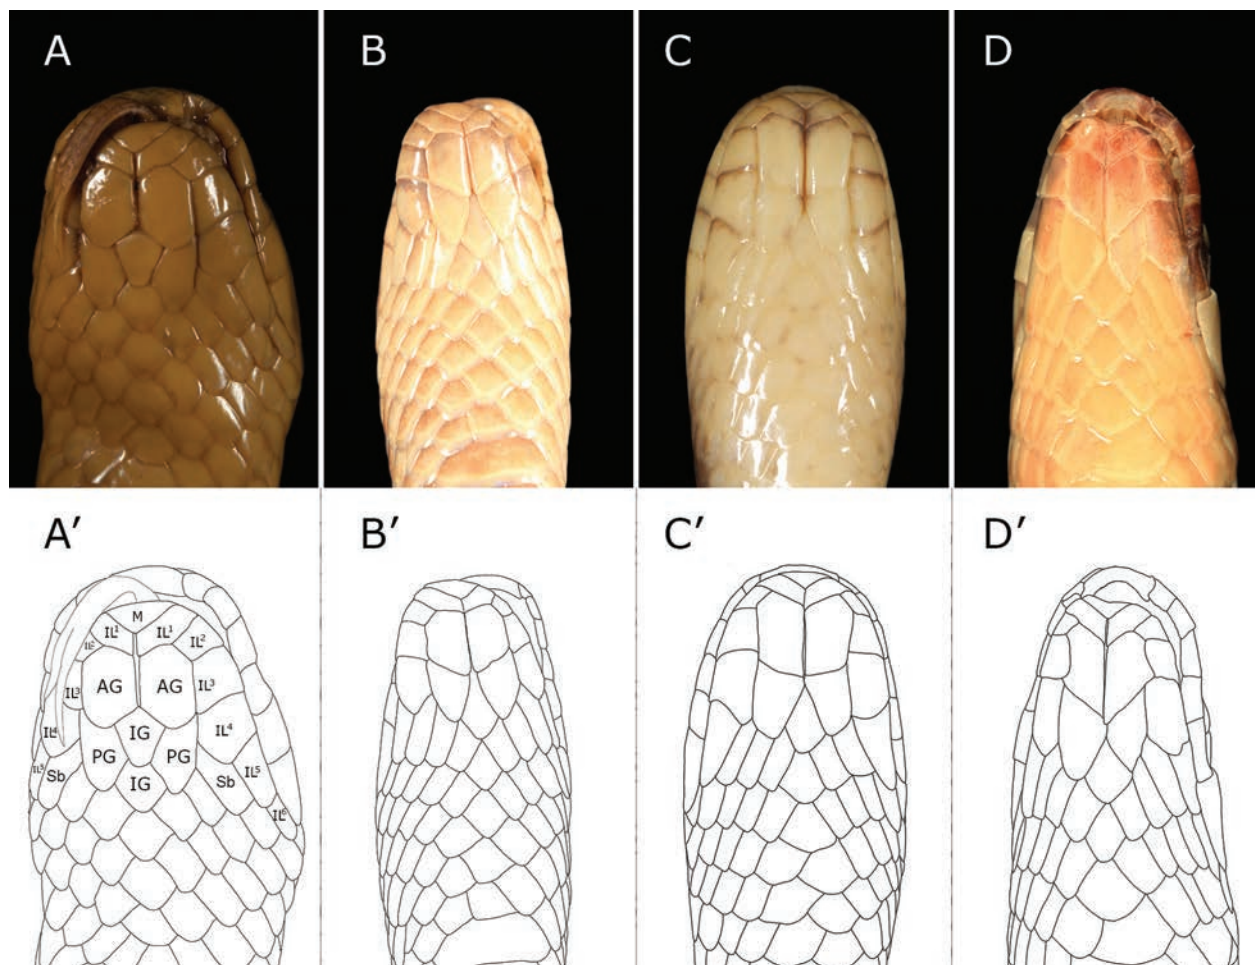 A B C D
A′ B′ C′ D′
M
IL¹ IL¹
IL² IL²
AG AG
IL³ IL³
IG
IL⁴ IL⁴
PG PG
IL⁵ Sb IG Sb IL⁵
IL⁶